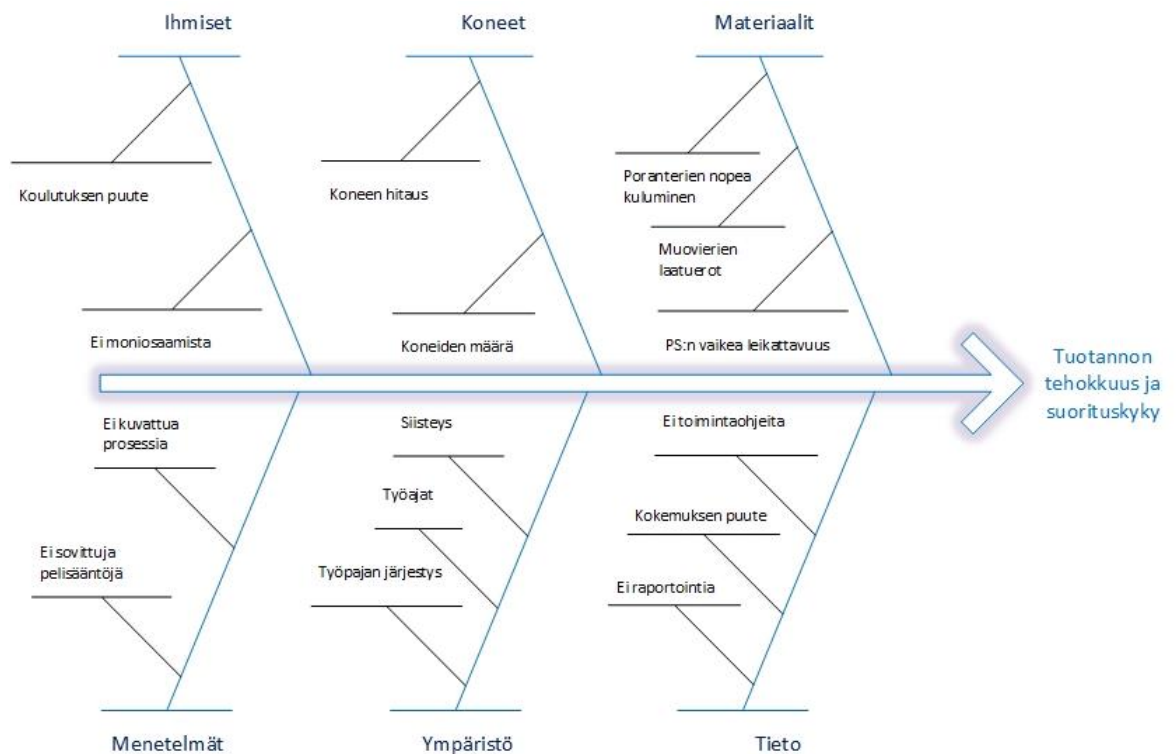 Ihmiset
Koneet
Materiaalit
Koulutuksen puute
Koneen hitaus
Poranterien nopea
kuluminen
Muovierien
laatuerot
Ei moniosaamista
Koneiden määrä
PS:n vaikea leikattavuus
Tuotannon
tehokkuus ja
suorituskyky
Ei kuvattua
prosessia
Siisteys
Ei toimintaohjeita
Työajat
Kokemuksen puute
Ei sovittuja
pelisääntöjä
Työpajan järjestys
Ei raportointia
Menetelmät
Ympäristö
Tieto